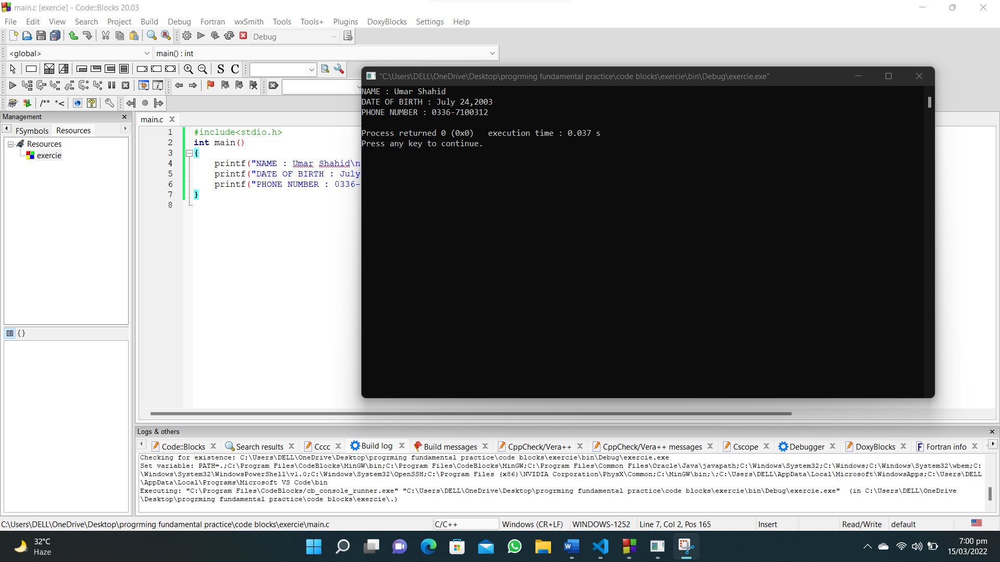 main.c [exercie] - Code::Blocks 20.03
File Edit View Search Project Build Debug Fortran wxSmith Tools Tools+ Plugins DoxyBlocks Settings Help
Debug
<global> main() : int
S C
/** *<
Management
FSymbols Resources
Resources
exercie
{}
main.c
1 #include<stdio.h>
2 int main()
3 {
4 printf("NAME : Umar Shahid\n
5 printf("DATE OF BIRTH : July
6 printf("PHONE NUMBER : 0336-
7 }
8
"C:\Users\DELL\OneDrive\Desktop\progrming fundamental practice\code blocks\exercie\bin\Debug\exercie.exe"
NAME : Umar Shahid
DATE OF BIRTH : July 24,2003
PHONE NUMBER : 0336-7100312
Process returned 0 (0x0) execution time : 0.037 s
Press any key to continue.
Logs & others
Code::Blocks Search results Cccc Build log Build messages CppCheck/Vera++ CppCheck/Vera++ messages Cscope Debugger DoxyBlocks Fortran info
Checking for existence: C:\Users\DELL\OneDrive\Desktop\progrming fundamental practice\code blocks\exercie\bin\Debug\exercie.exe
Set variable: PATH=.;C:\Program Files\CodeBlocks\MinGW\bin;C:\Program Files\CodeBlocks\MinGW;C:\Program Files\Common Files\Oracle\Java\javapath;C:\Windows\System32;C:\Windows;C:\Windows\System32\wbem;C:
\Windows\System32\WindowsPowerShell\v1.0;C:\Windows\System32\OpenSSH;C:\Program Files (x86)\NVIDIA Corporation\PhysX\Common;C:\MinGW\bin;\;C:\Users\DELL\AppData\Local\Microsoft\WindowsApps;C:\Users\DELL
\AppData\Local\Programs\Microsoft VS Code\bin
Executing: "C:\Program Files\CodeBlocks/cb_console_runner.exe" "C:\Users\DELL\OneDrive\Desktop\progrming fundamental practice\code blocks\exercie\bin\Debug\exercie.exe" (in C:\Users\DELL\OneDrive
\Desktop\progrming fundamental practice\code blocks\exercie\.)
C:\Users\DELL\OneDrive\Desktop\progrming fundamental practice\code blocks\exercie\main.c C/C++ Windows (CR+LF) WINDOWS-1252 Line 7, Col 2, Pos 165 Insert Read/Write default
32°C
Haze
7:00 pm
15/03/2022